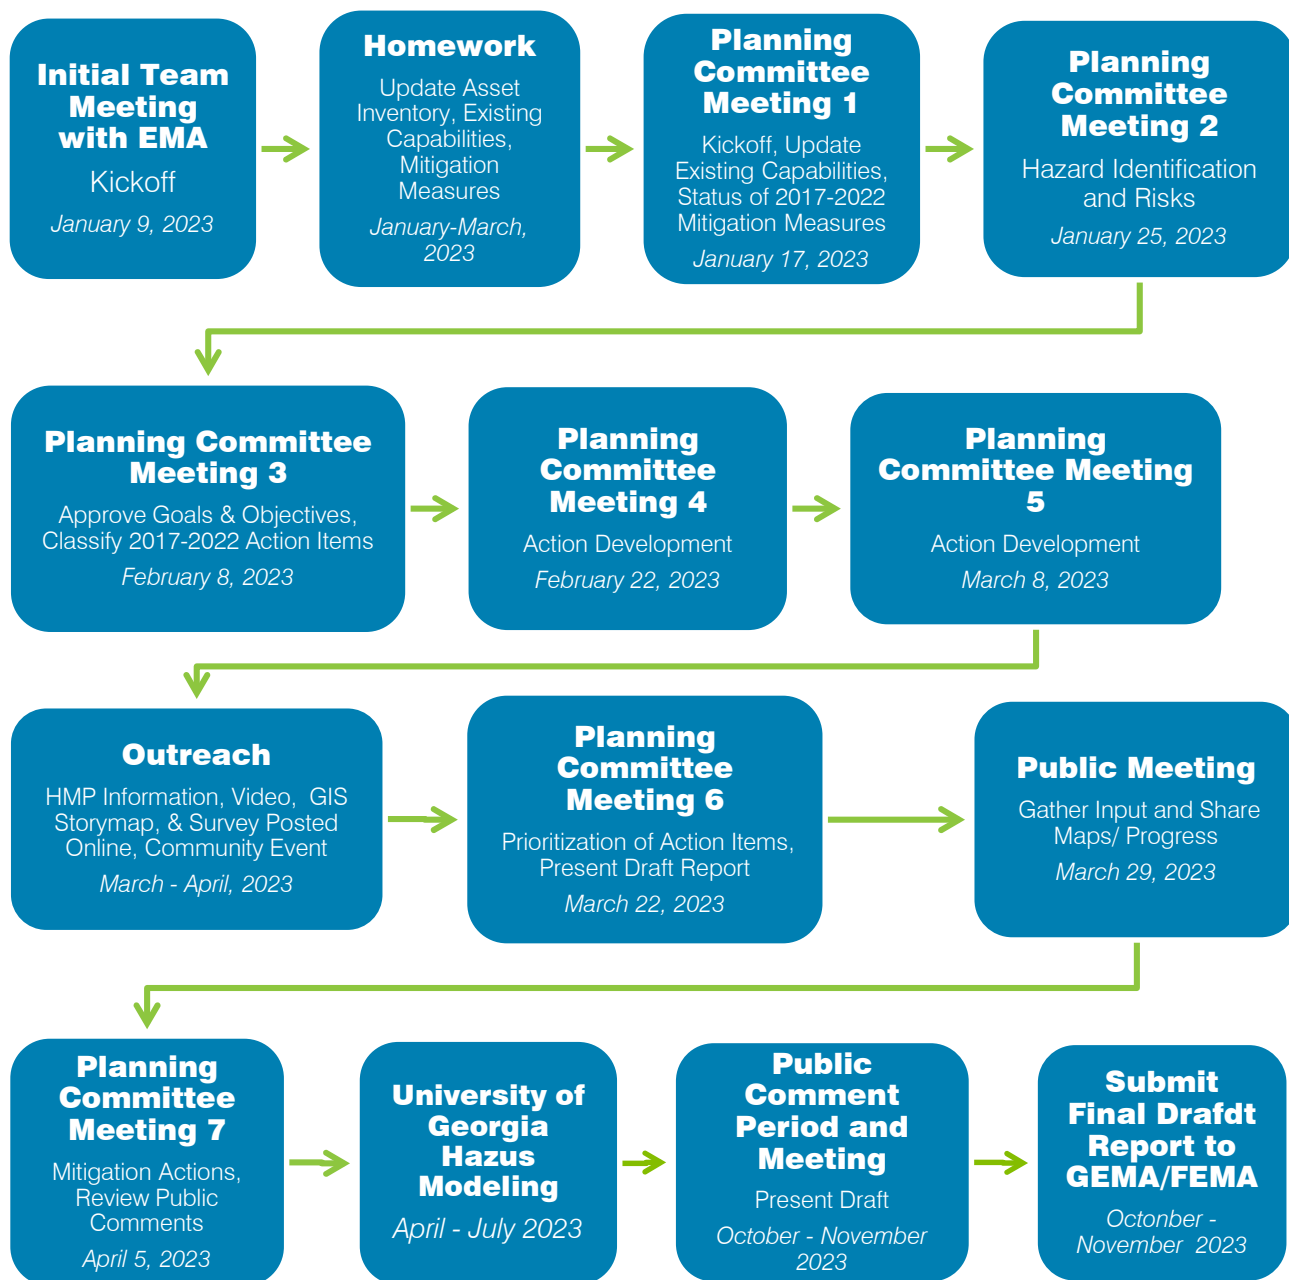 Initial Team
Meeting
with EMA
Kickoff
January 9, 2023
Homework
Update Asset
Inventory, Existing
Capabilities,
Mitigation
Measures
January-March,
2023
Planning
Committee
Meeting 1
Kickoff, Update
Existing Capabilities,
Status of 2017-2022
Mitigation Measures
January 17, 2023
Planning
Committee
Meeting 2
Hazard Identification
and Risks
January 25, 2023
Planning Committee
Meeting 3
Approve Goals & Objectives,
Classify 2017-2022 Action Items
February 8, 2023
Planning
Committee
Meeting 4
Action Development
February 22, 2023
Planning
Committee Meeting
5
Action Development
March 8, 2023
Outreach
HMP Information, Video, GIS
Storymap, & Survey Posted
Online, Community Event
March - April, 2023
Planning
Committee
Meeting 6
Prioritization of Action Items,
Present Draft Report
March 22, 2023
Public Meeting
Gather Input and Share
Maps/ Progress
March 29, 2023
Planning
Committee
Meeting 7
Mitigation Actions,
Review Public
Comments
April 5, 2023
University of
Georgia
Hazus
Modeling
April - July 2023
Public
Comment
Period and
Meeting
Present Draft
October - November
2023
Submit
Final Drafdt
Report to
GEMA/FEMA
Octonber -
November 2023